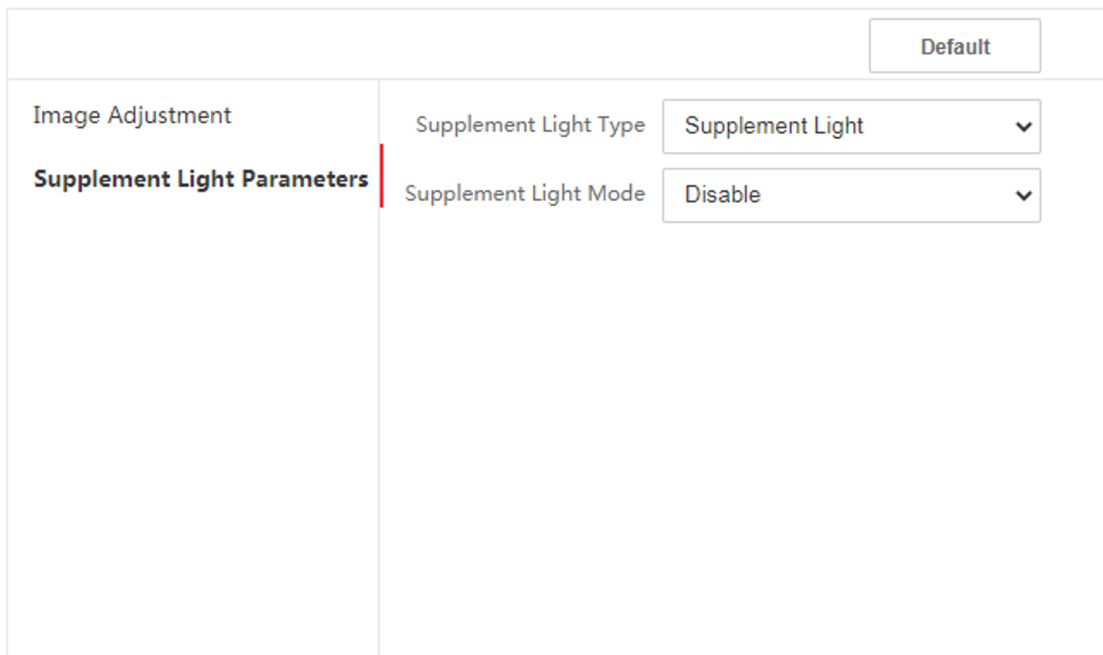 Default
Image Adjustment
Supplement Light Parameters
Supplement Light Type Supplement Light
Supplement Light Mode Disable